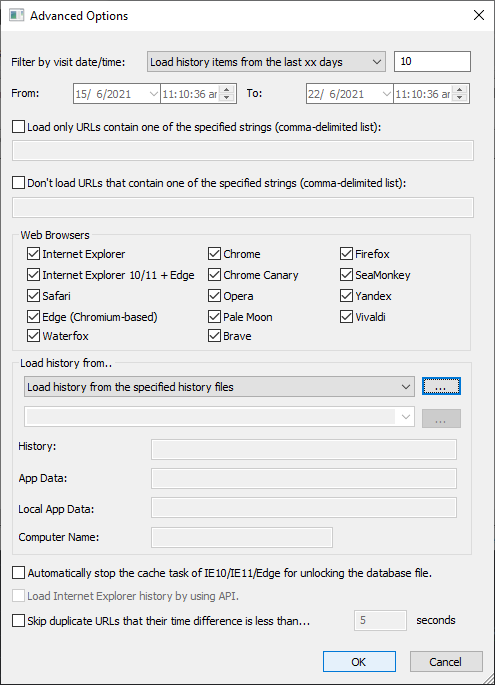 Advanced Options
Filter by visit date/time: Load history items from the last xx days 10
From: 15/ 6/2021 11:10:36 am To: 22/ 6/2021 11:10:36 am
Load only URLs contain one of the specified strings (comma-delimited list):
Don't load URLs that contain one of the specified strings (comma-delimited list):
Web Browsers
Internet Explorer Chrome Firefox
Internet Explorer 10/11 + Edge Chrome Canary SeaMonkey
Safari Opera Yandex
Edge (Chromium-based) Pale Moon Vivaldi
Waterfox Brave
Load history from..
Load history from the specified history files ...
...
History:
App Data:
Local App Data:
Computer Name:
Automatically stop the cache task of IE10/IE11/Edge for unlocking the database file.
Load Internet Explorer history by using API.
Skip duplicate URLs that their time difference is less than... 5 seconds
OK Cancel